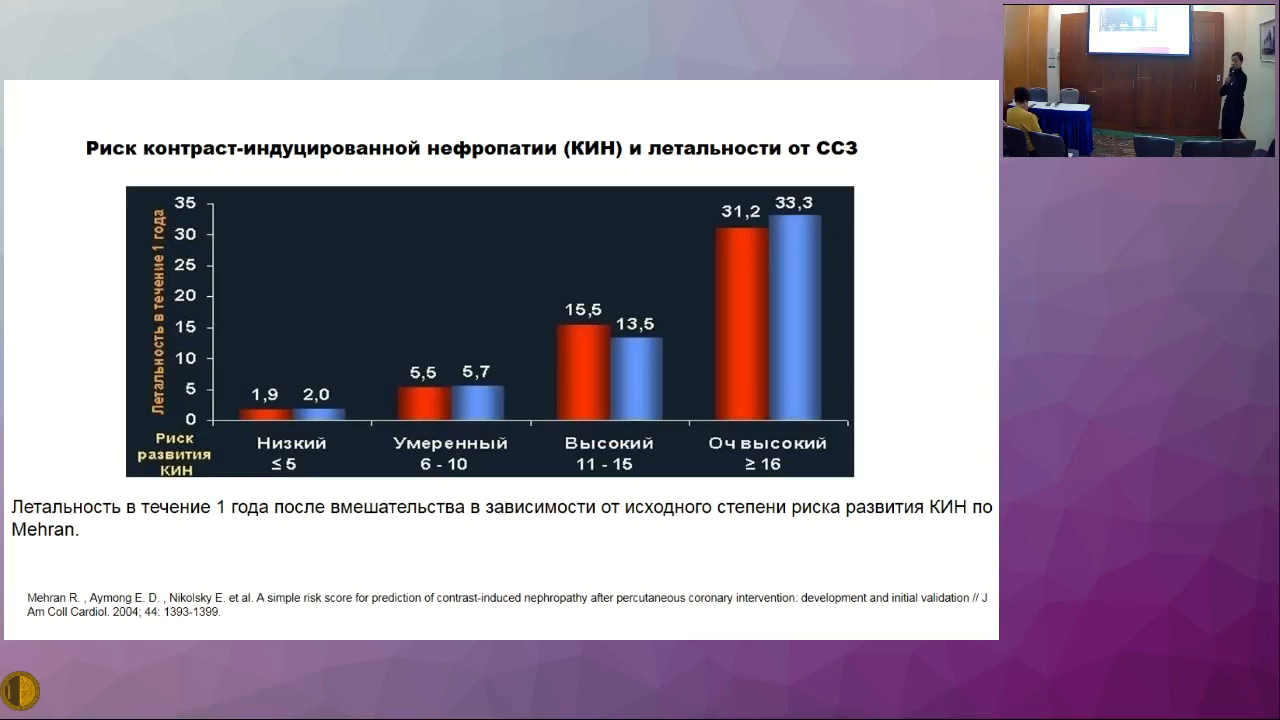 Риск контраст-индуцированной нефропатии (КИН) и летальности от ССЗ
Летальность в течение 1 года
35
30
25
20
15
10
5
0
1,9
2,0
5,5
5,7
15,5
13,5
31,2
33,3
Риск
развития
КИН
Низкий
≤ 5
Умеренный
6 - 10
Высокий
11 - 15
Оч высокий
≥ 16
Летальность в течение 1 года после вмешательства в зависимости от исходного степени риска развития КИН по
Mehran.
Mehran R. , Aymong E. D. , Nikolsky E. et al. A simple risk score for prediction of contrast-induced nephropathy after percutaneous coronary intervention: development and initial validation // J
Am Coll Cardiol. 2004; 44: 1393-1399.